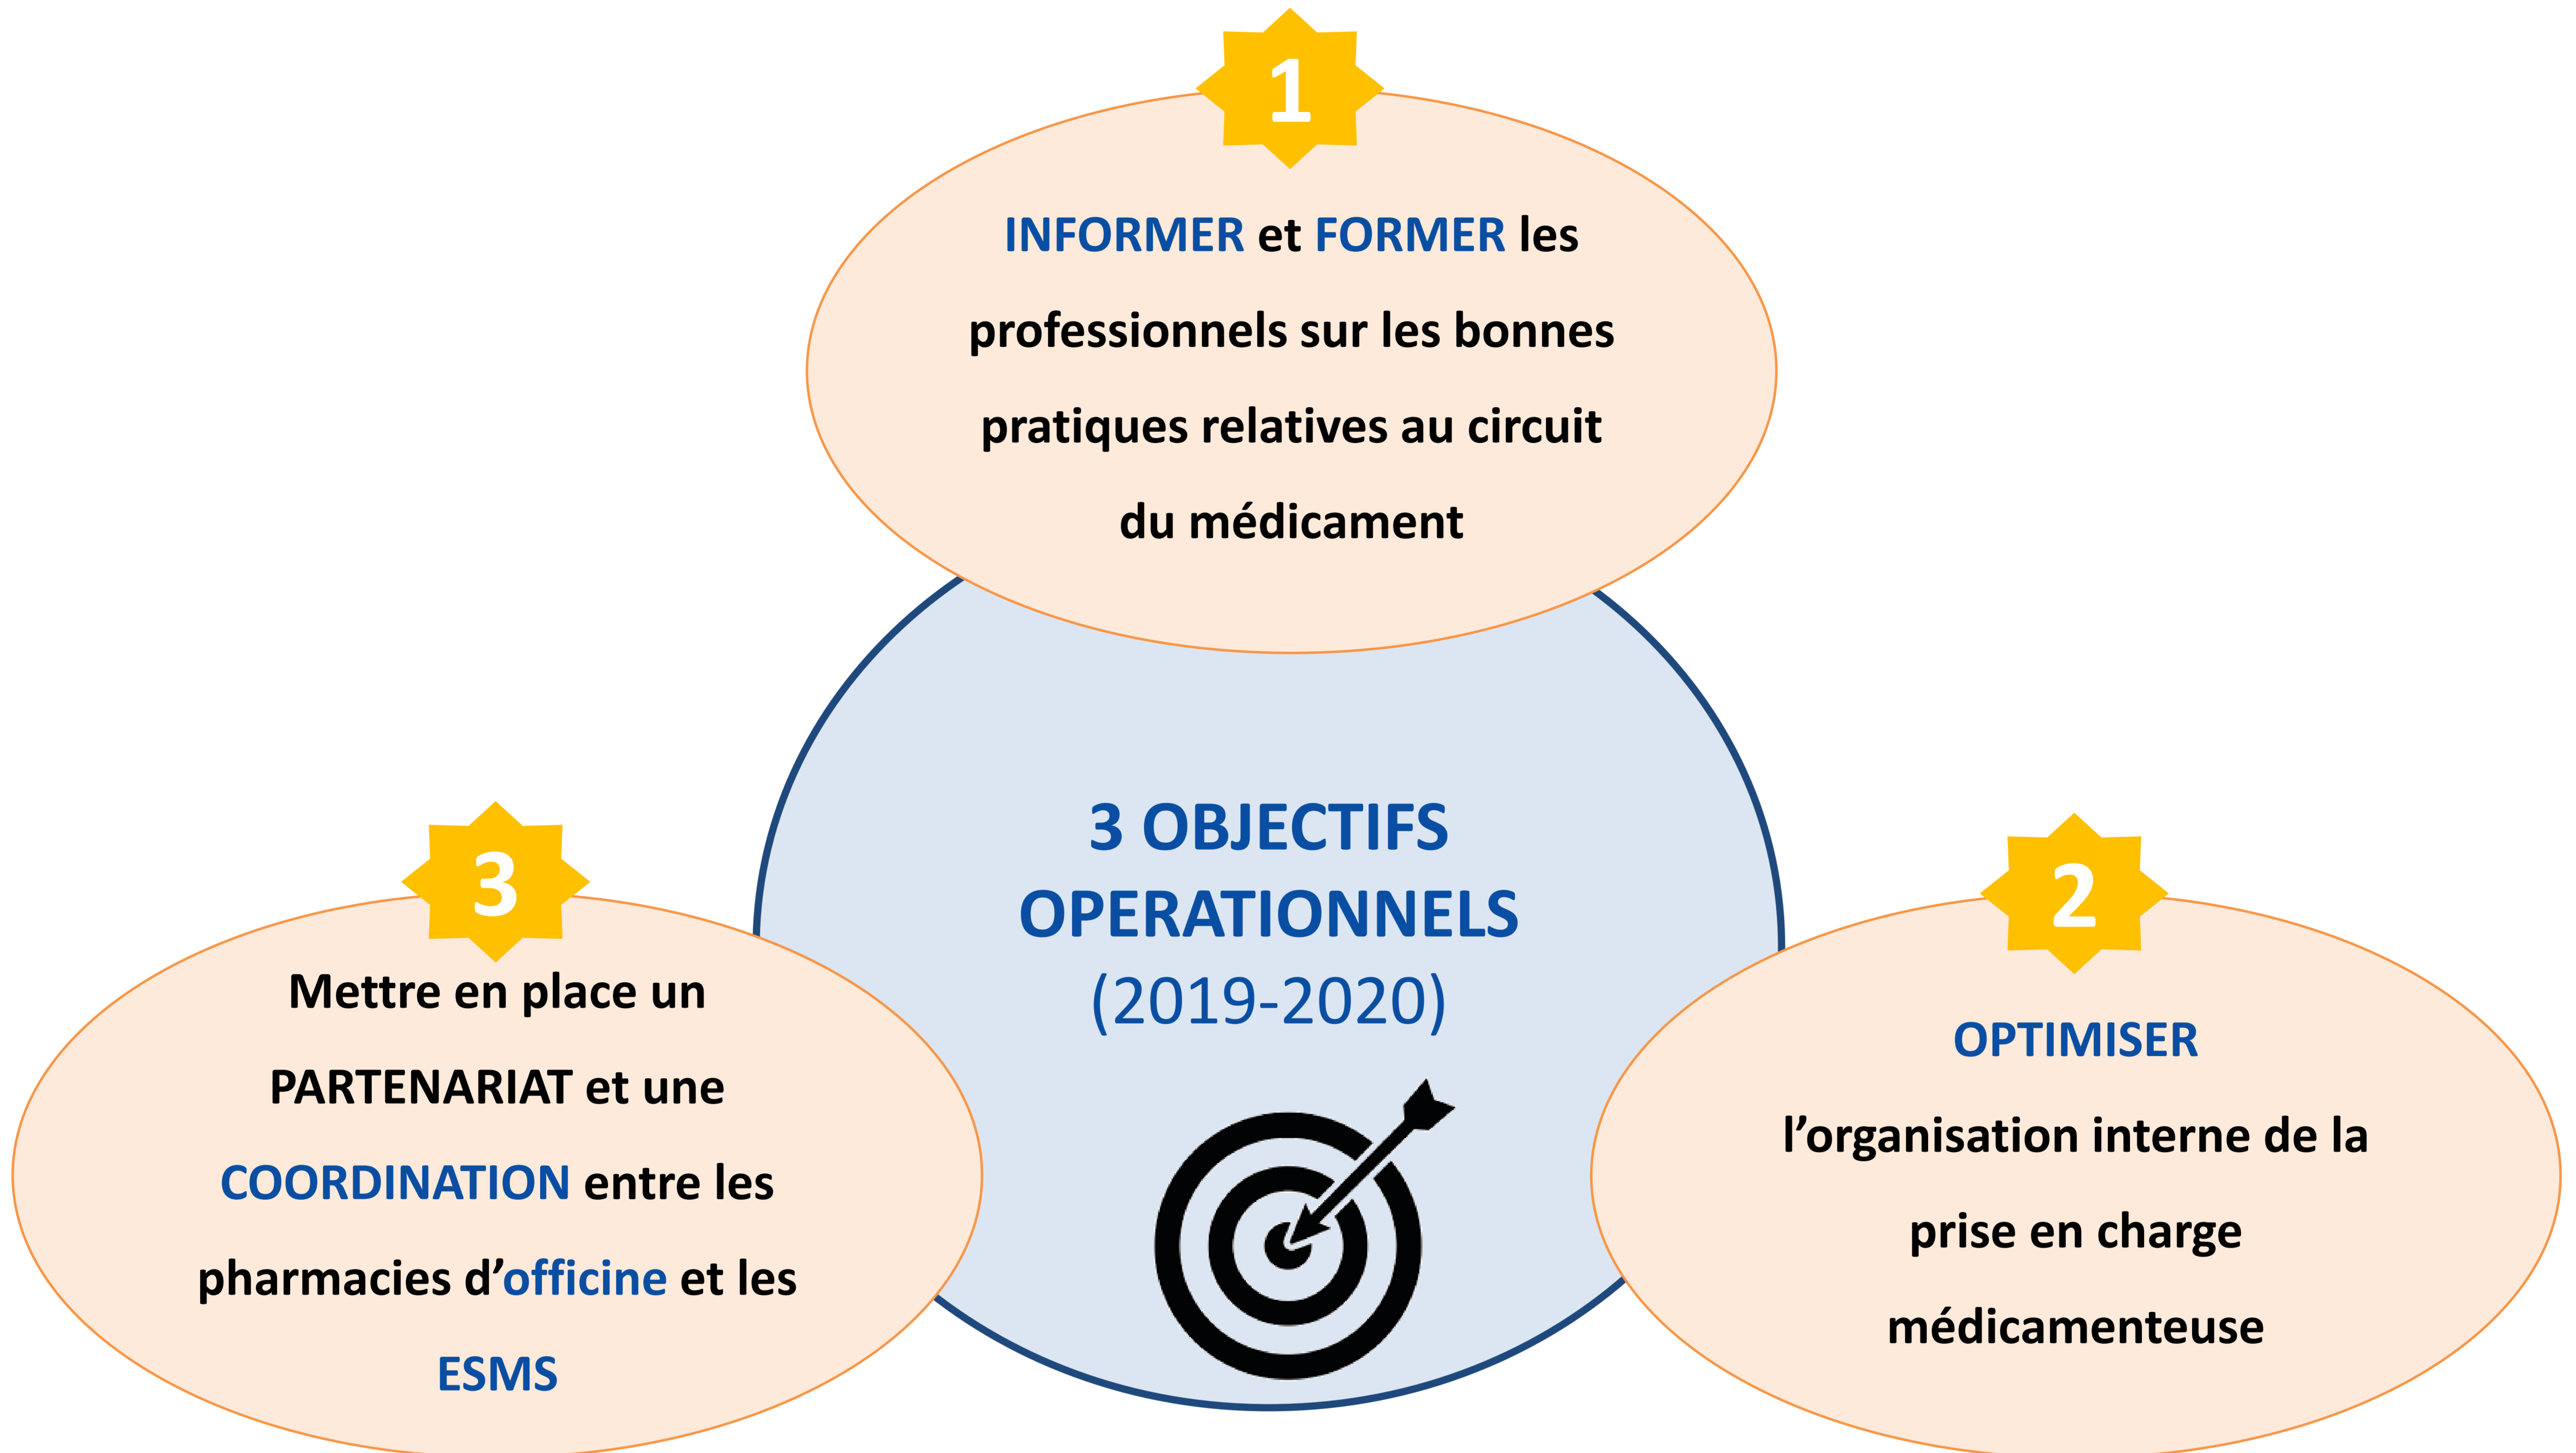 1
INFORMER et FORMER les
professionnels sur les bonnes
pratiques relatives au circuit
du médicament
3 OBJECTIFS
OPERATIONNELS
(2019-2020)
2
OPTIMISER
l’organisation interne de la
prise en charge
médicamenteuse
3
Mettre en place un
PARTENARIAT et une
COORDINATION entre les
pharmacies d’officine et les
ESMS